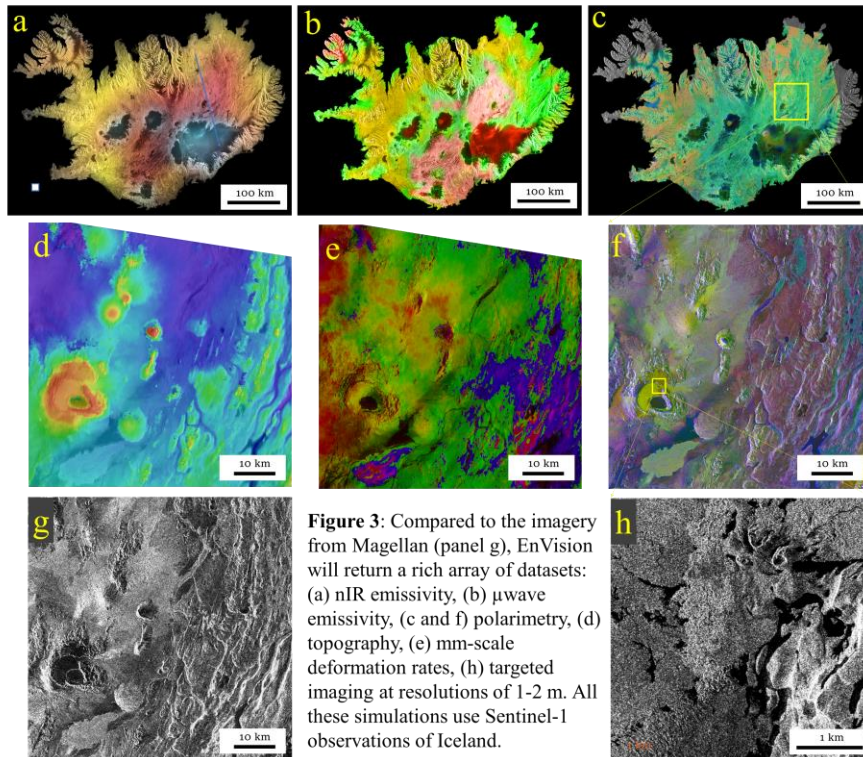 a
b
c
100 km
100 km
100 km
d
e
f
10 km
10 km
10 km
g
Figure 3: Compared to the imagery
from Magellan (panel g), EnVision
will return a rich array of datasets:
(a) nIR emissivity, (b) μwave
emissivity, (c and f) polarimetry, (d)
topography, (e) mm-scale
deformation rates, (h) targeted
imaging at resolutions of 1-2 m. All
these simulations use Sentinel-1
observations of Iceland.
h
10 km
1 km
1 km